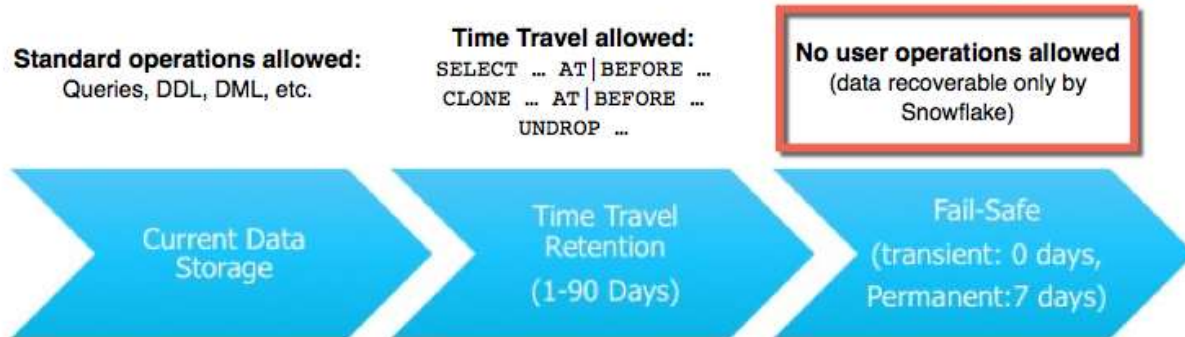 Standard operations allowed:
Queries, DDL, DML, etc.
Time Travel allowed:
SELECT … AT|BEFORE …
CLONE … AT|BEFORE …
UNDROP …
No user operations allowed
(data recoverable only by
Snowflake)
Current Data
Storage
Time Travel
Retention
(1-90 Days)
Fail-Safe
(transient: 0 days,
Permanent:7 days)